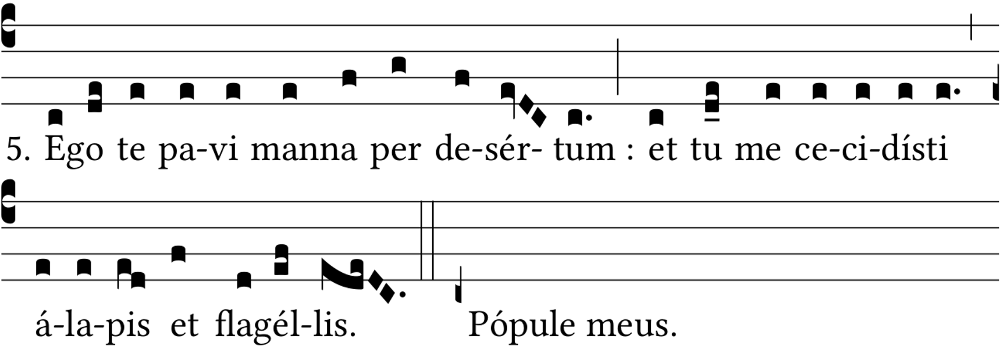 5. Ego te pa-vi manna per de-sér- tum : et tu me ce-ci-dísti
á-la-pis et flagél-lis. Pópule meus.